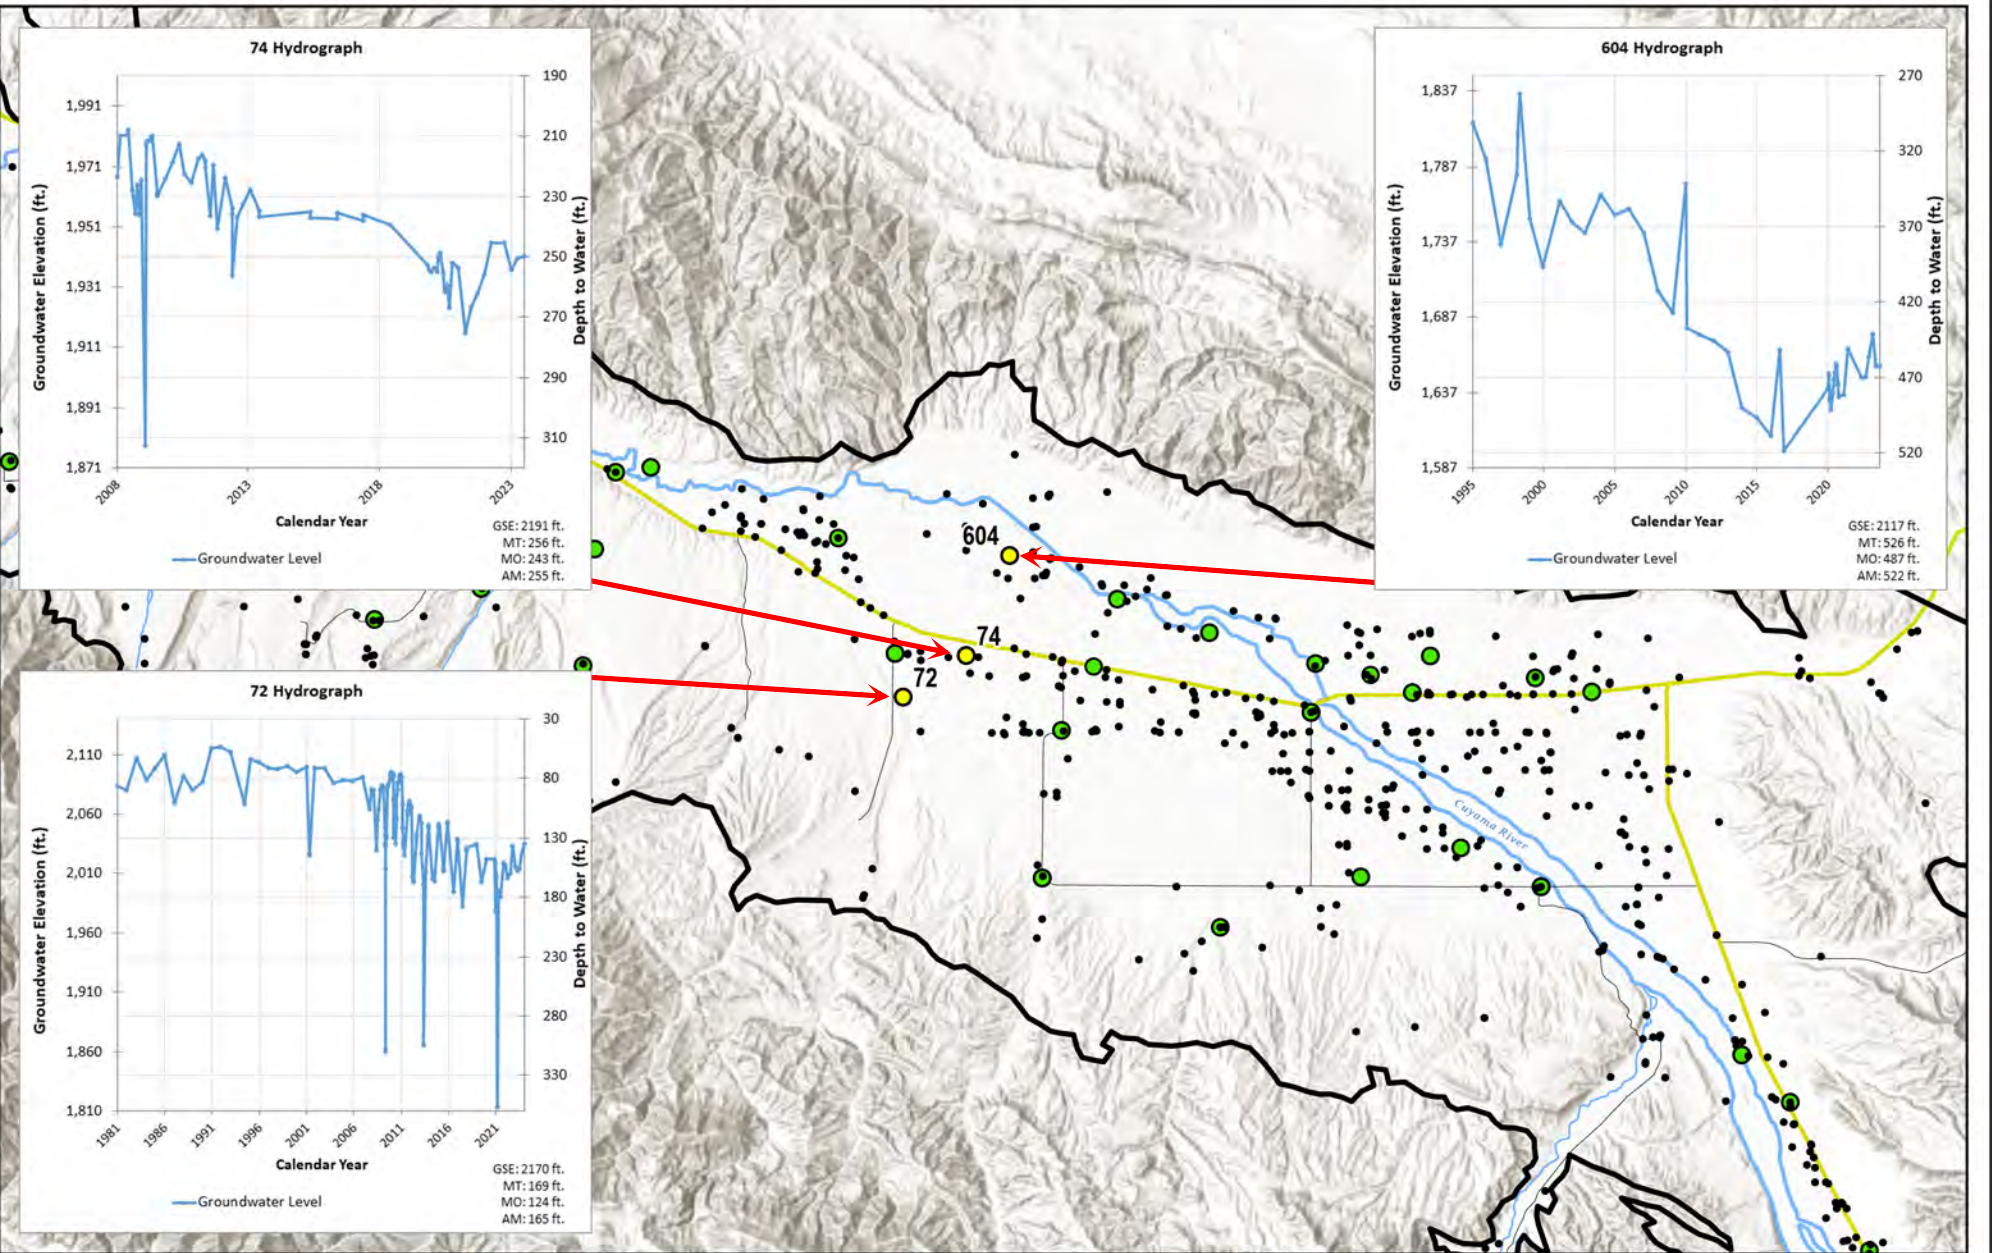 74 Hydrograph
190
1,991
210
1,971
230
1,951
250
1,931
270
1,911
290
1,891
310
1,871
Groundwater Elevation (ft.)
Depth to Water (ft.)
2008
2013
2018
2023
Calendar Year
Groundwater Level
GSE: 2191 ft.
MT: 256 ft.
MO: 243 ft.
AM: 255 ft.
604 Hydrograph
270
1,837
320
1,787
370
1,737
420
1,687
470
1,637
520
1,587
Groundwater Elevation (ft.)
Depth to Water (ft.)
1995
2000
2005
2010
2015
2020
Calendar Year
Groundwater Level
GSE: 2117 ft.
MT: 526 ft.
MO: 487 ft.
AM: 522 ft.
604
74
72
Cuyama River
72 Hydrograph
30
2,110
80
2,060
130
2,010
180
1,960
230
1,910
280
1,860
330
1,810
Groundwater Elevation (ft.)
Depth to Water (ft.)
1981
1986
1991
1996
2001
2006
2011
2016
2021
Calendar Year
Groundwater Level
GSE: 2170 ft.
MT: 169 ft.
MO: 124 ft.
AM: 165 ft.